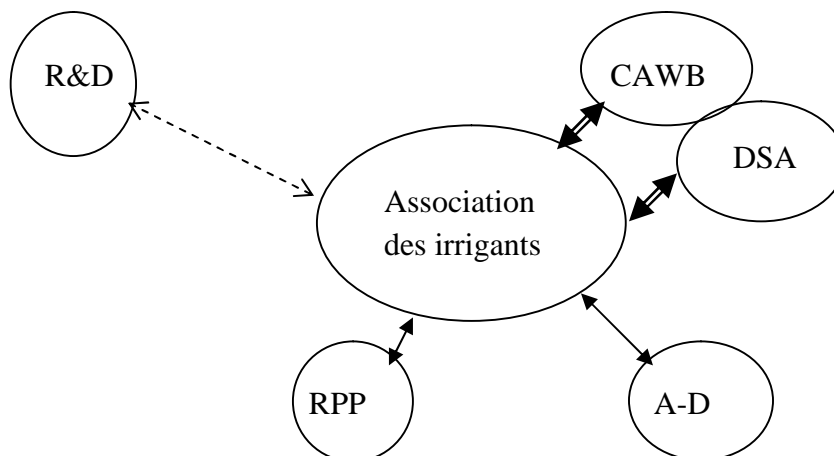 R&D
CAWB
DSA
Association
des irrigants
RPP
A-D